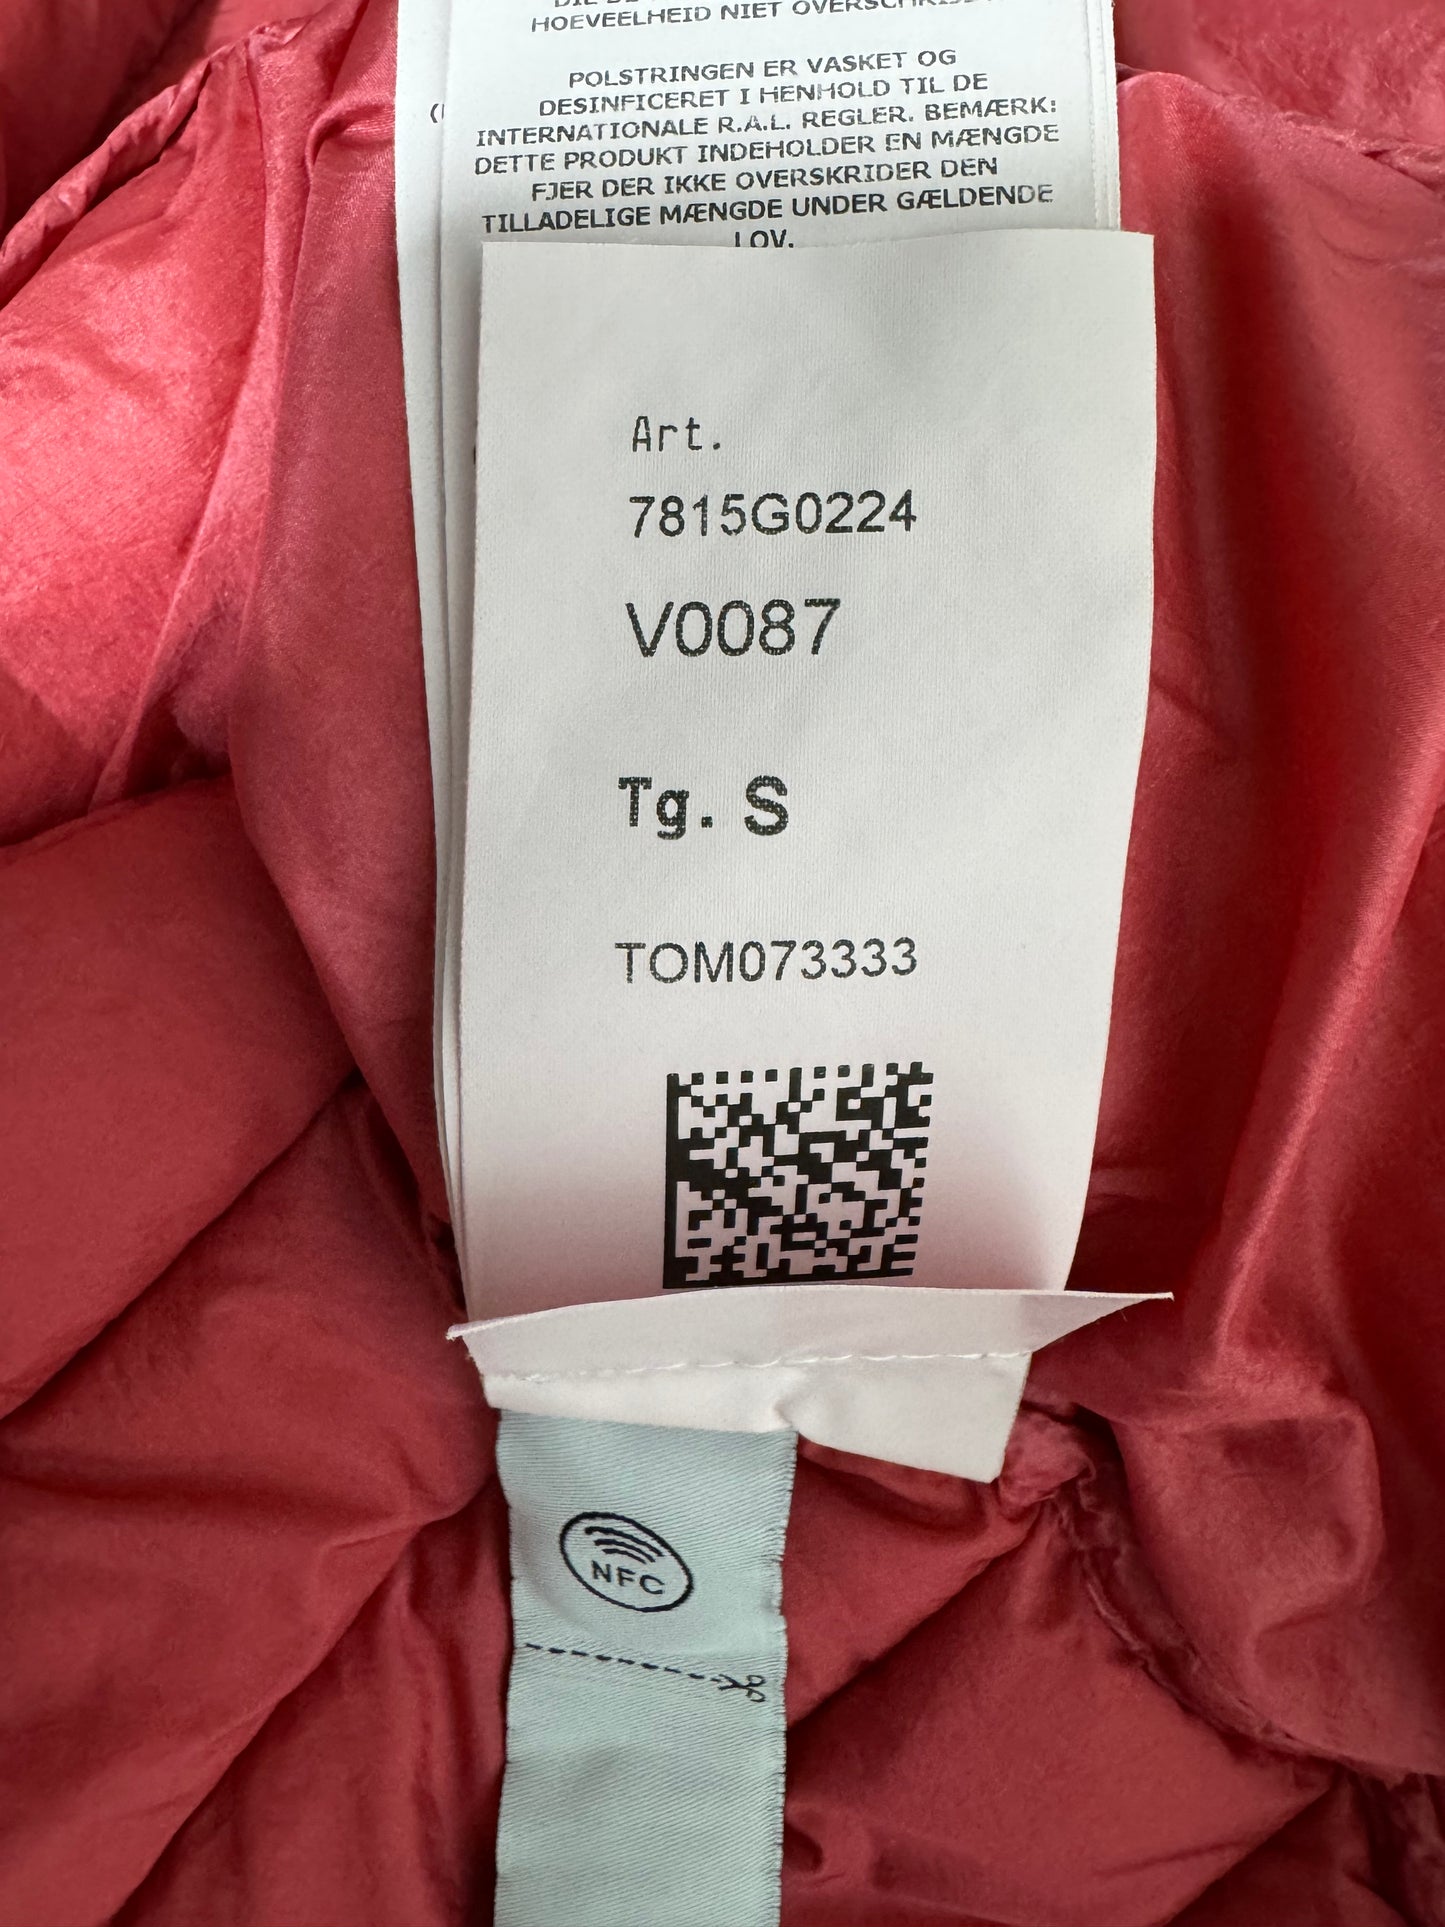 HOEVEELHEID NIET
POLSTRINGEN ER VASKET OG
DESINFICERET I HENHOLD TIL DE
INTERNATIONALE R.A.L. REGLER. BEMÆRK:
DETTE PRODUKT INDEHOLDER EN MÆNGDE
FJER DER IKKE OVERSKRIDER DEN
TILLADELIGE MÆNGDE UNDER GÆLDENDE
LOV.
Art.
7815G0224
V0087
Tg. S
TOM073333
NFC